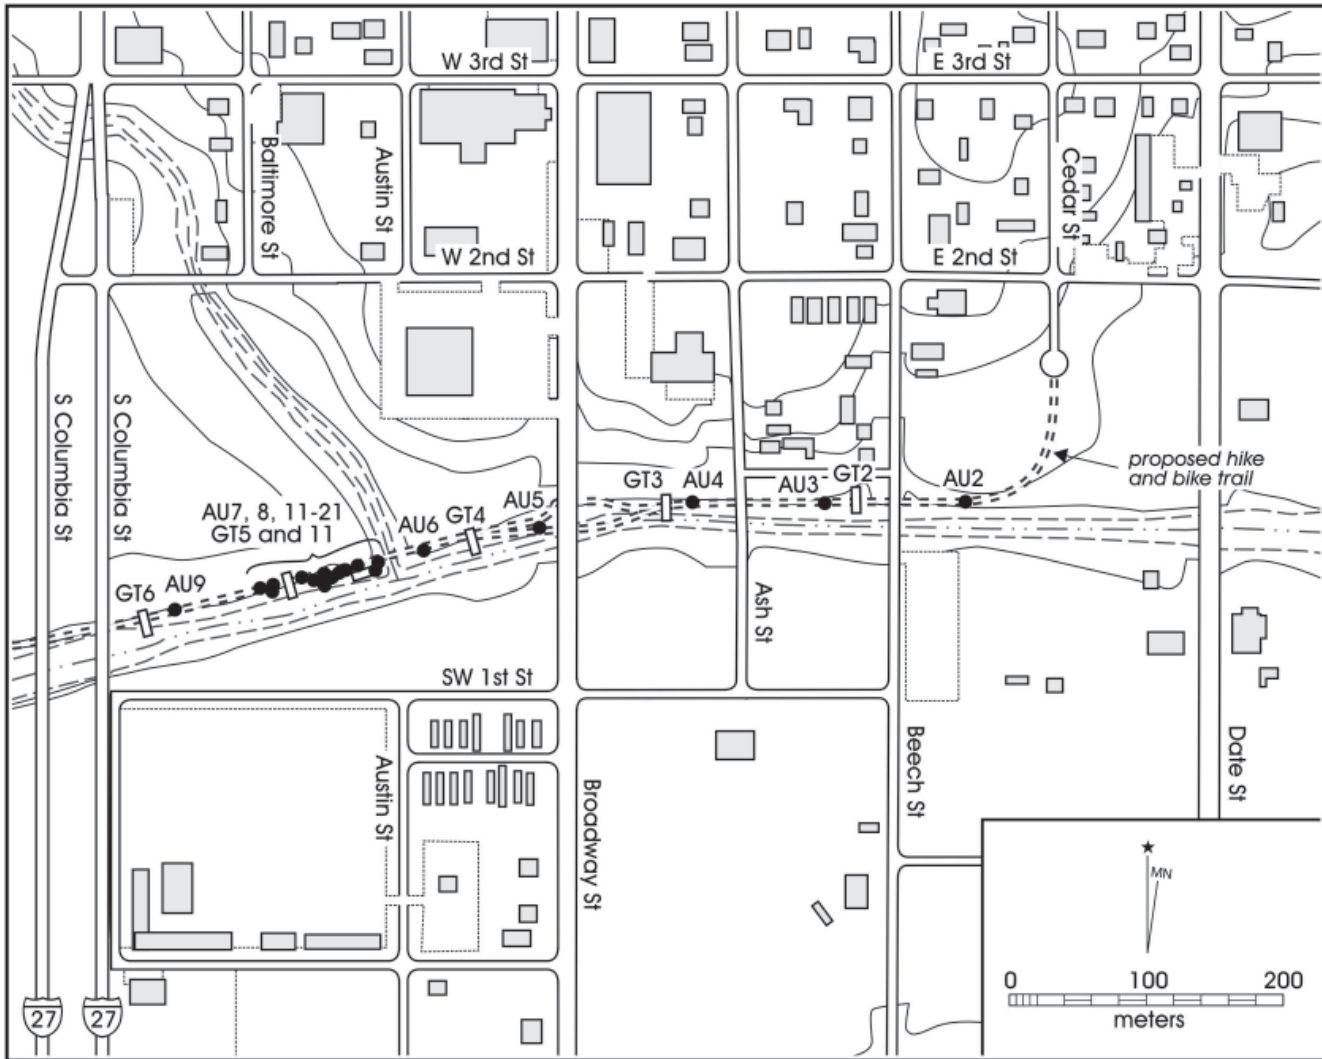 W 3rd St
E 3rd St
Baltimore St
Austin St
Cedar St
W 2nd St
E 2nd St
S Columbia St
S Columbia St
proposed hike
and bike trail
GT3
AU4
AU3
GT2
AU2
AU7, 8, 11-21
GT5 and 11
AU6
GT4
AU5
GT6
AU9
Ash St
SW 1st St
Austin St
Broadway St
Beech St
Date St
MN
0
100
200
meters
27
27